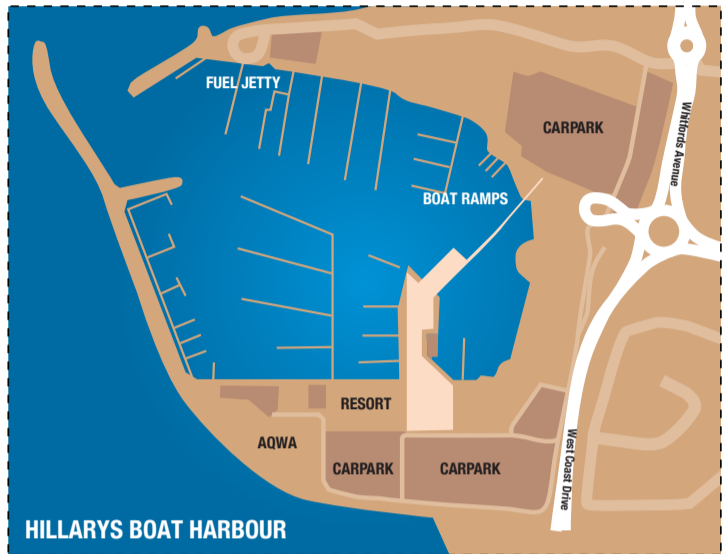 FUEL JETTY
CARPARK
Whitfords Avenue
BOAT RAMPS
RESORT
AQWA
CARPARK
CARPARK
West Coast Drive
HILLARYS BOAT HARBOUR